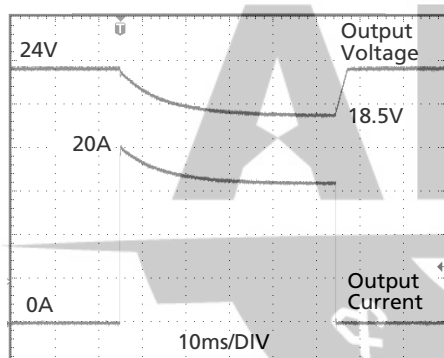 T
24V
Output
Voltage
18.5V
20A
Output
Current
0A
10ms/DIV